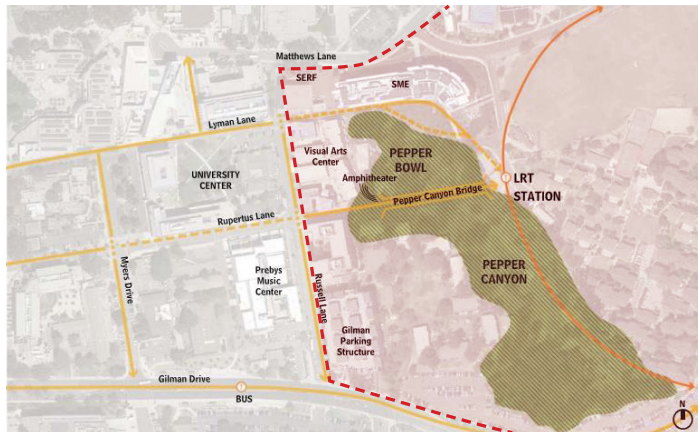 Matthews Lane
SERF
SME
Lyman Lane
Visual Arts
Center
PEPPER
BOWL
Amphitheater
UNIVERSITY
CENTER
LRT
STATION
Pepper Canyon Bridge
Rupertus Lane
Myers Drive
Prebys
Music
Center
Russell Lane
PEPPER
CANYON
Gilman
Parking
Structure
Gilman Drive
BUS
N